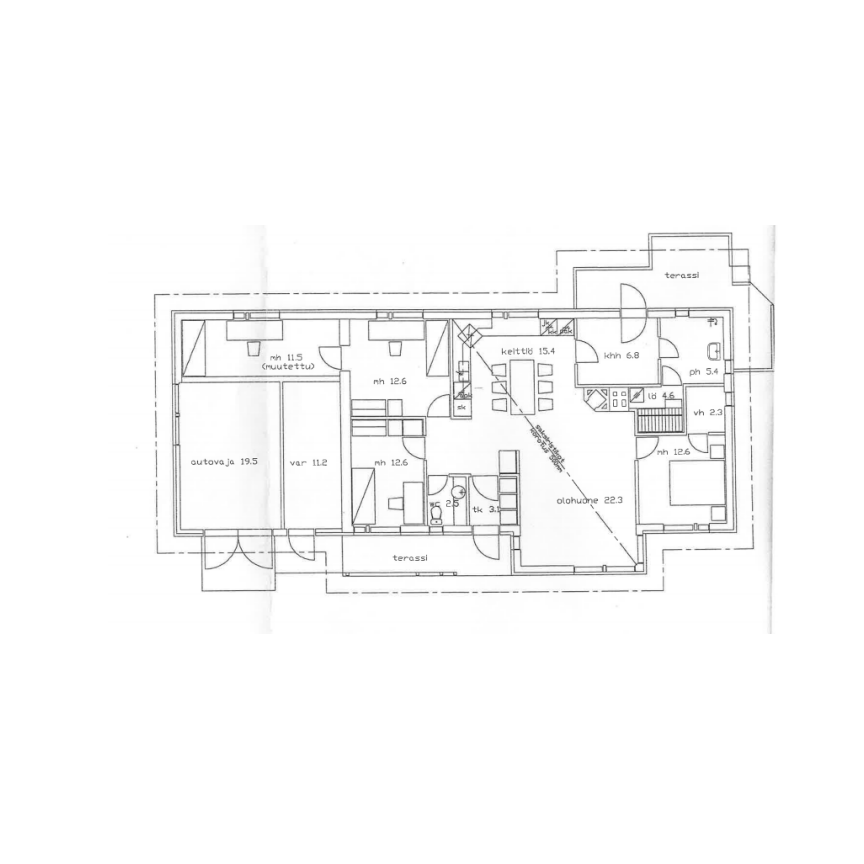 terassi
keittiö 15.4
khh 6.8
mh 11.5
(muutettu)
ph 5.4
mh 12.6
lö 4.6
vh 2.3
sk
autovaja 19.5
var 11.2
mh 12.6
mh 12.6
olohuone 22.3
wc 2.5
tk 3.1
terassi